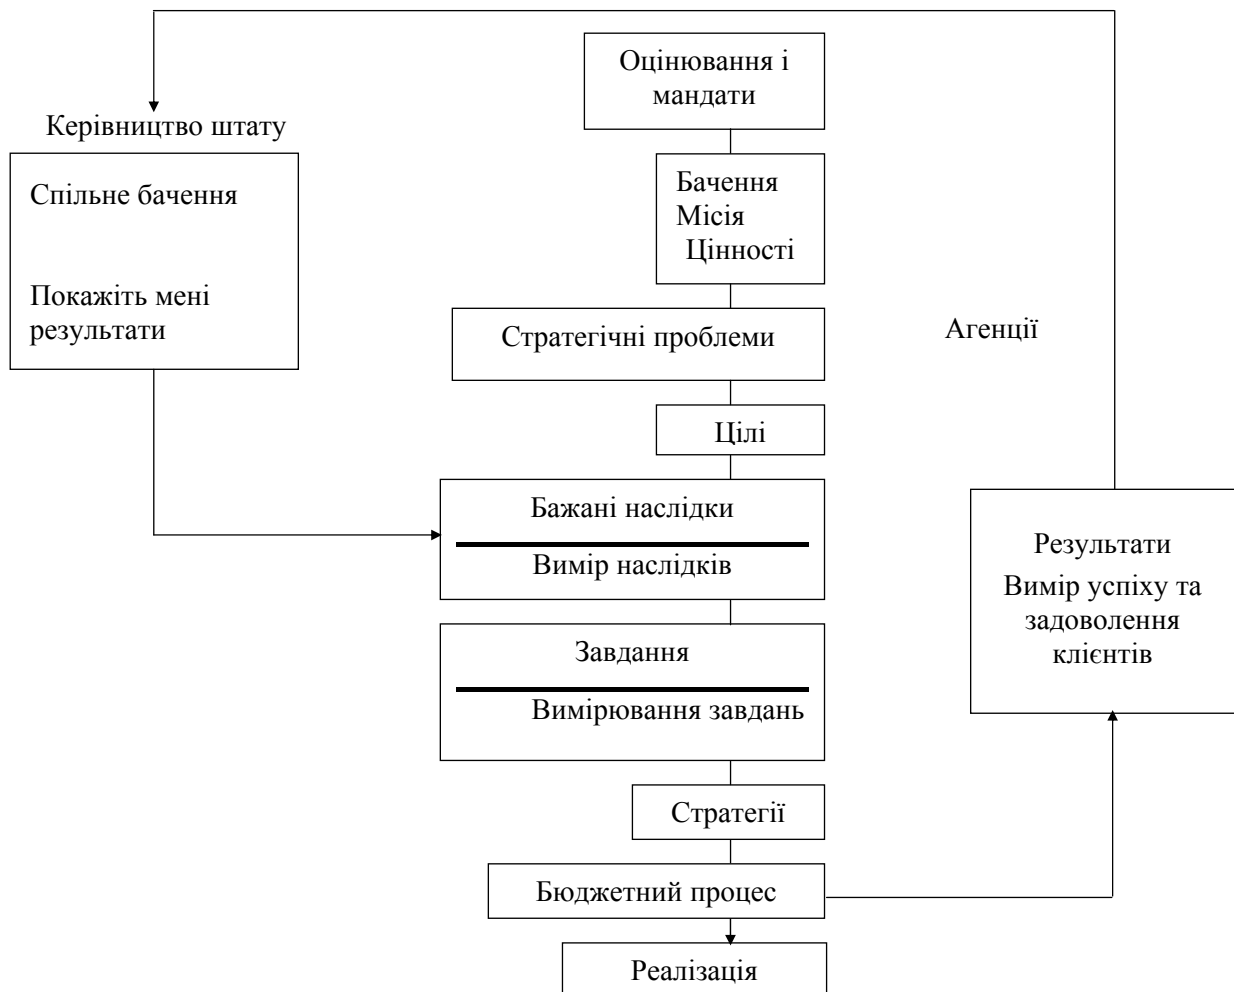 Оцінювання і
мандати
Керівництво штату
Спільне бачення
Покажіть мені
результати
Бачення
Місія
Цінності
Стратегічні проблеми
Агенції
Цілі
Бажані наслідки
Вимір наслідків
Результати
Вимір успіху та
задоволення
клієнтів
Завдання
Вимірювання завдань
Стратегії
Бюджетний процес
Реалізація